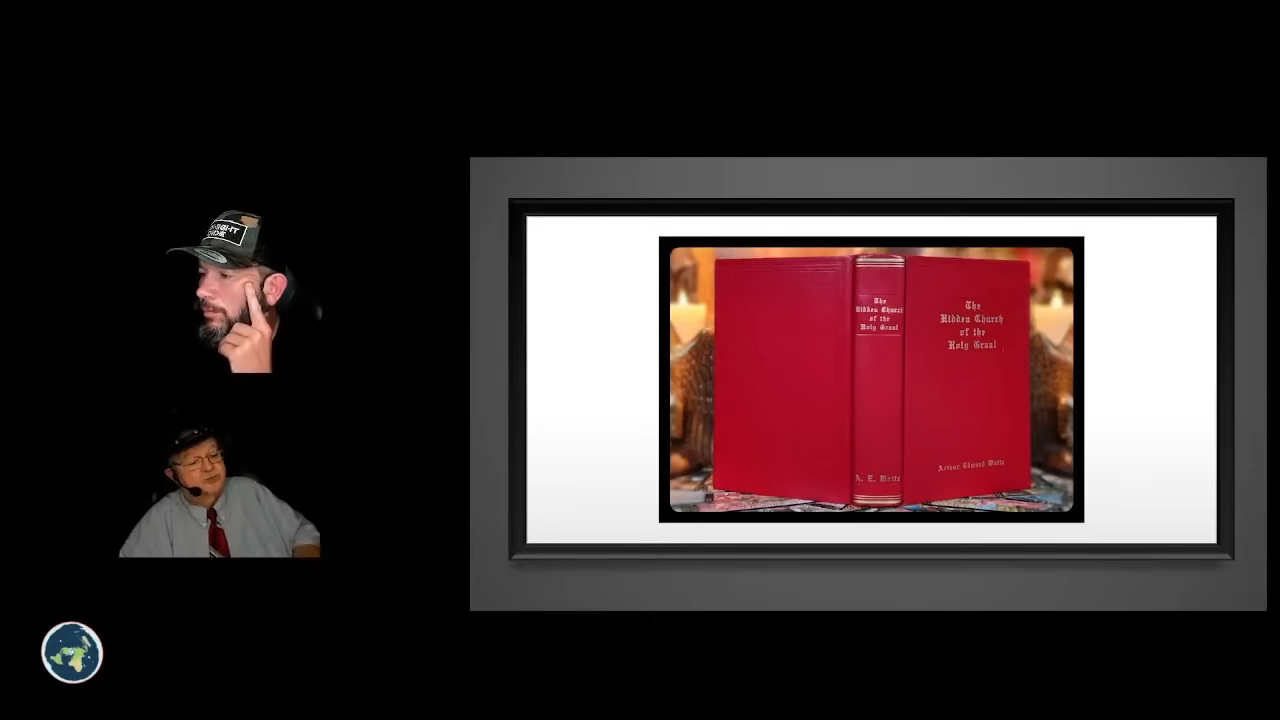 The
Hidden Church
of the
Holy Graal
A. E. Waite
The
Hidden Church
of the
Holy Graal
Arthur Edward Waite